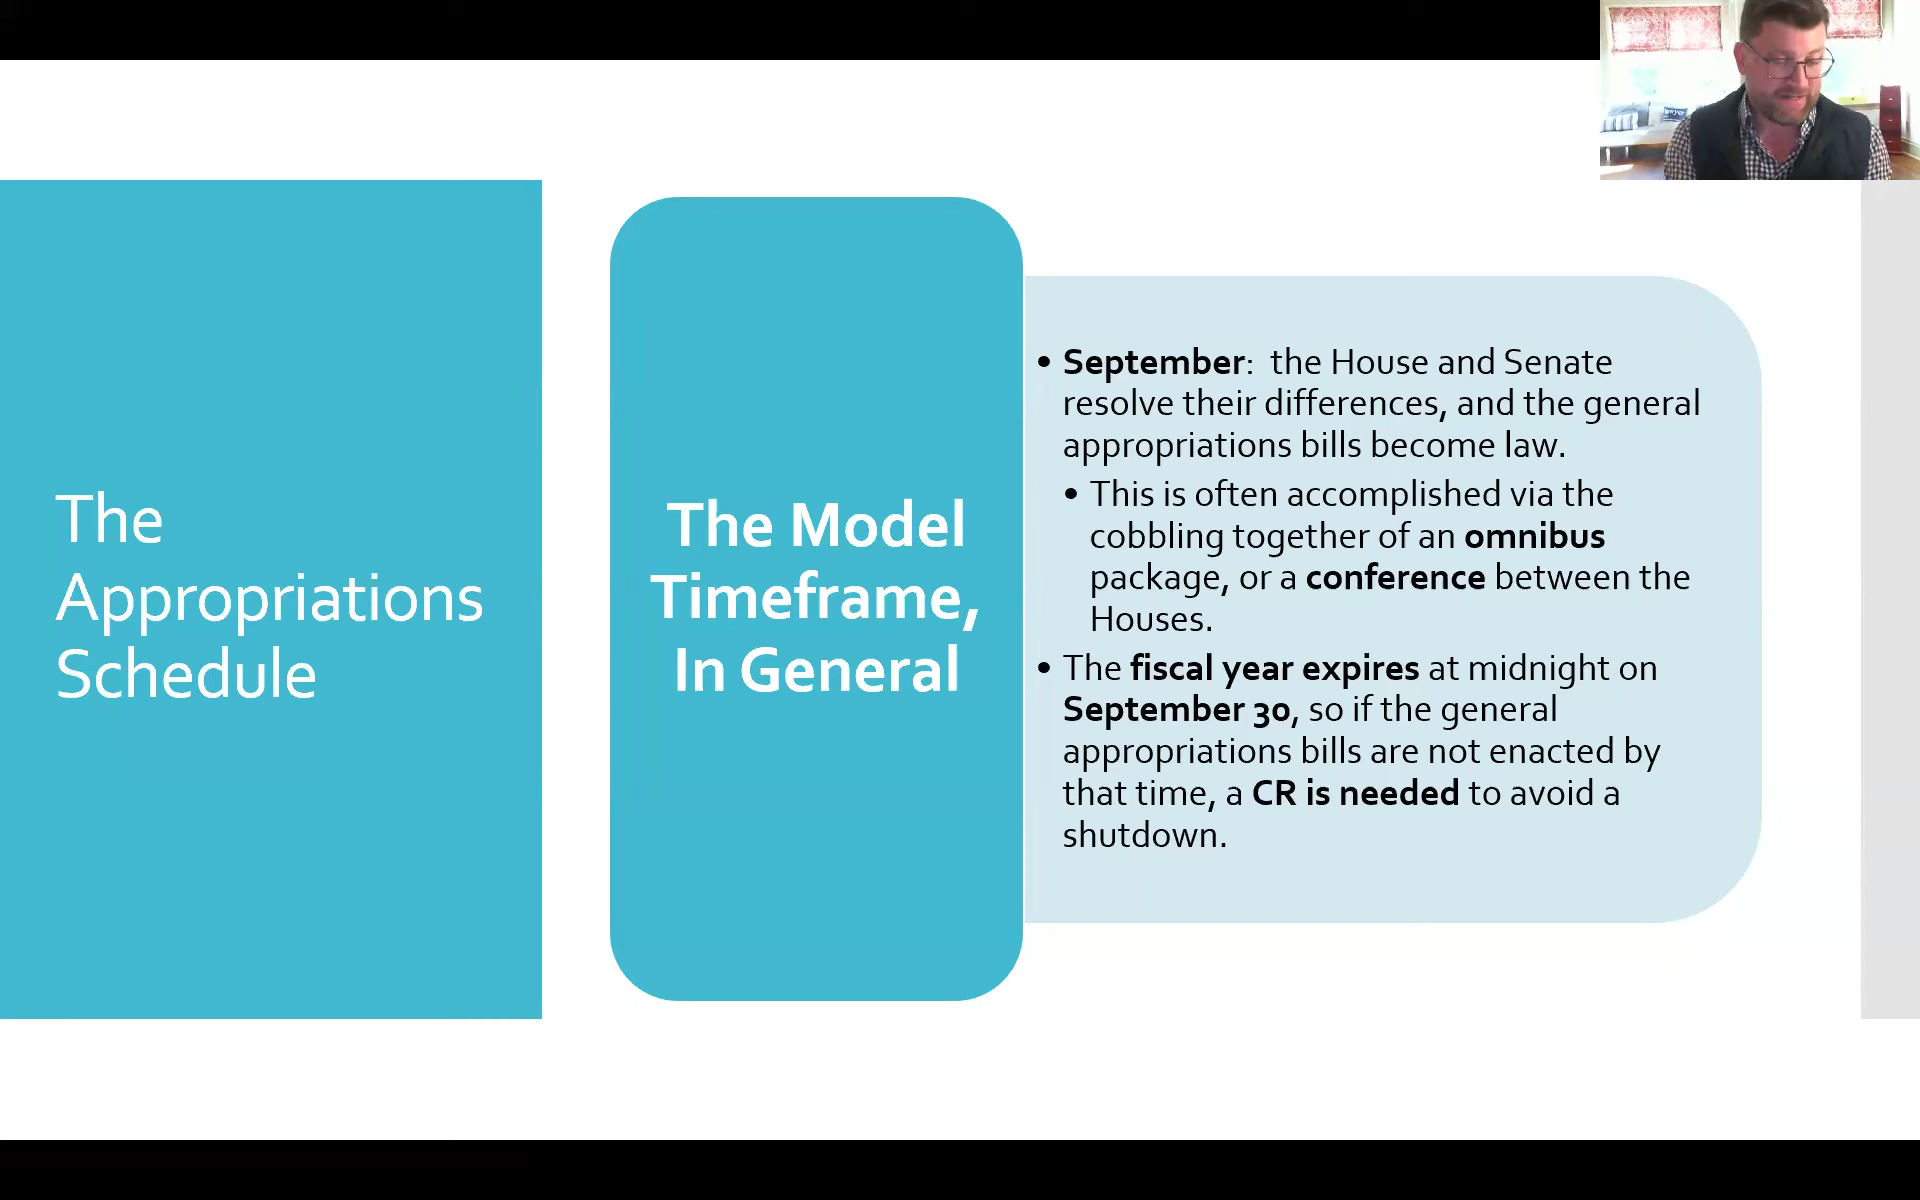 The
Appropriations
Schedule
The Model
Timeframe,
In General
• September:  the House and Senate
resolve their differences, and the general
appropriations bills become law.
• This is often accomplished via the
cobbling together of an omnibus
package, or a conference between the
Houses.
• The fiscal year expires at midnight on
September 30, so if the general
appropriations bills are not enacted by
that time, a CR is needed to avoid a
shutdown.